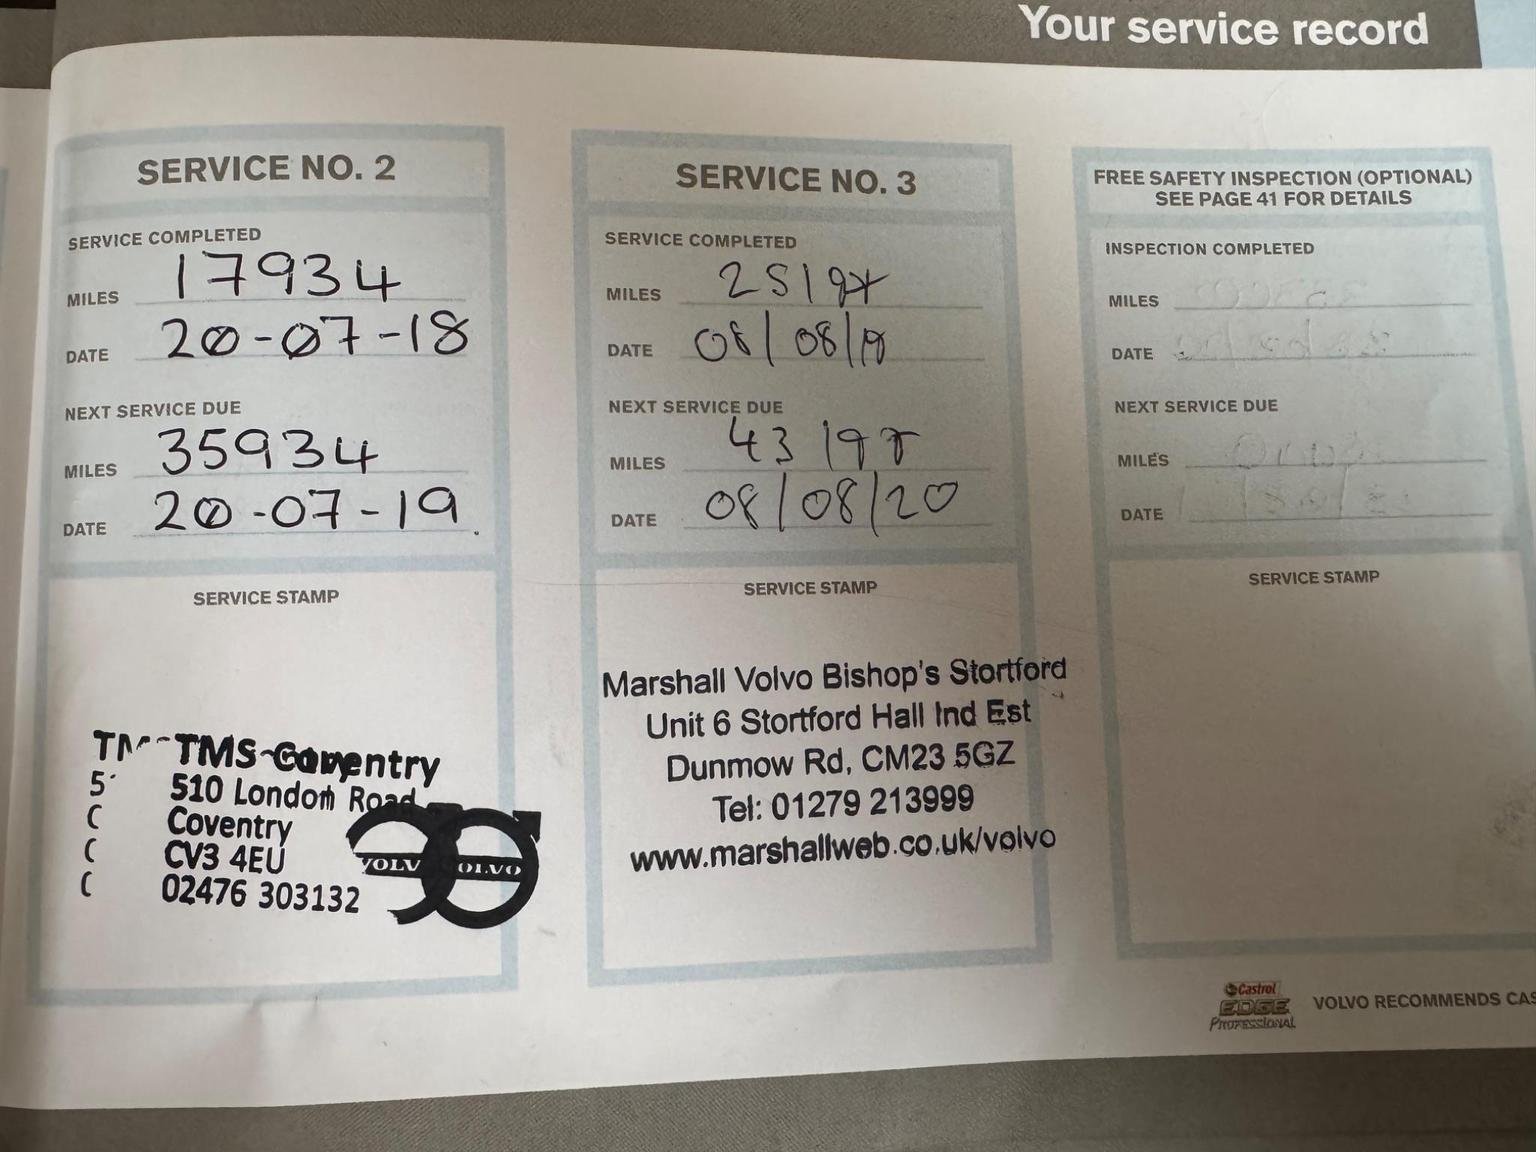 Your service record
SERVICE NO. 2
SERVICE COMPLETED
MILES 17934
DATE 20-07-18
NEXT SERVICE DUE
MILES 35934
DATE 20-07-19.
SERVICE STAMP
TMS Coventry
510 London Road
Coventry
CV3 4EU
02476 303132
VOLVO
SERVICE NO. 3
SERVICE COMPLETED
MILES
DATE 08/08/19
NEXT SERVICE DUE
MILES
DATE 08/08/20
SERVICE STAMP
Marshall Volvo Bishop's Stortford
Unit 6 Stortford Hall Ind Est
Dunmow Rd, CM23 5GZ
Tel: 01279 213999
www.marshallweb.co.uk/volvo
FREE SAFETY INSPECTION (OPTIONAL)
SEE PAGE 41 FOR DETAILS
INSPECTION COMPLETED
MILES
DATE
NEXT SERVICE DUE
MILES
DATE
SERVICE STAMP
Castrol
EDGE
PROFESSIONAL
VOLVO RECOMMENDS CAS